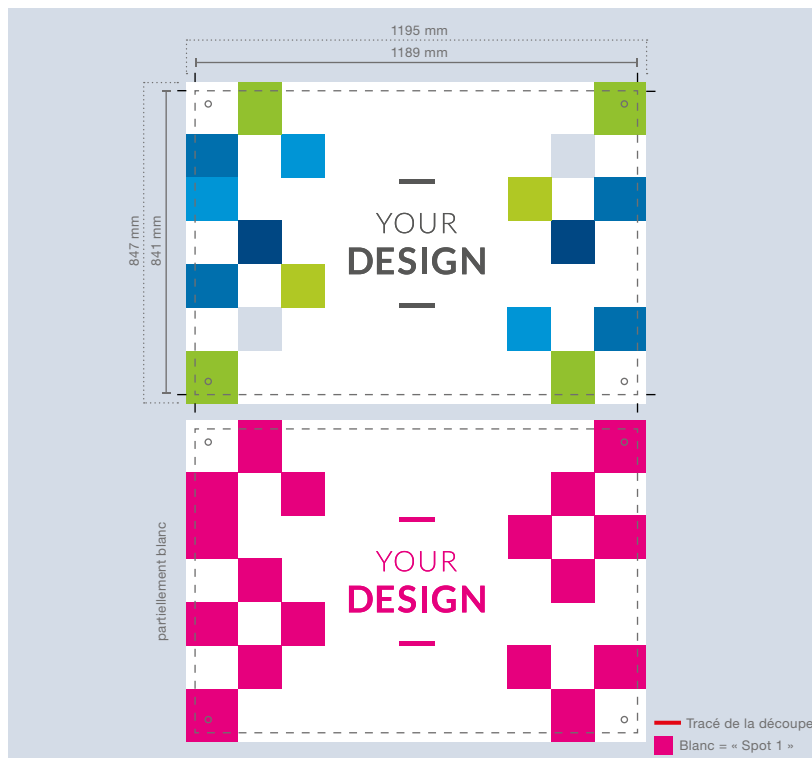 1195 mm
1189 mm
847 mm
841 mm
YOUR
DESIGN
partiellement blanc
YOUR
DESIGN
Tracé de la découpe
Blanc = « Spot 1 »